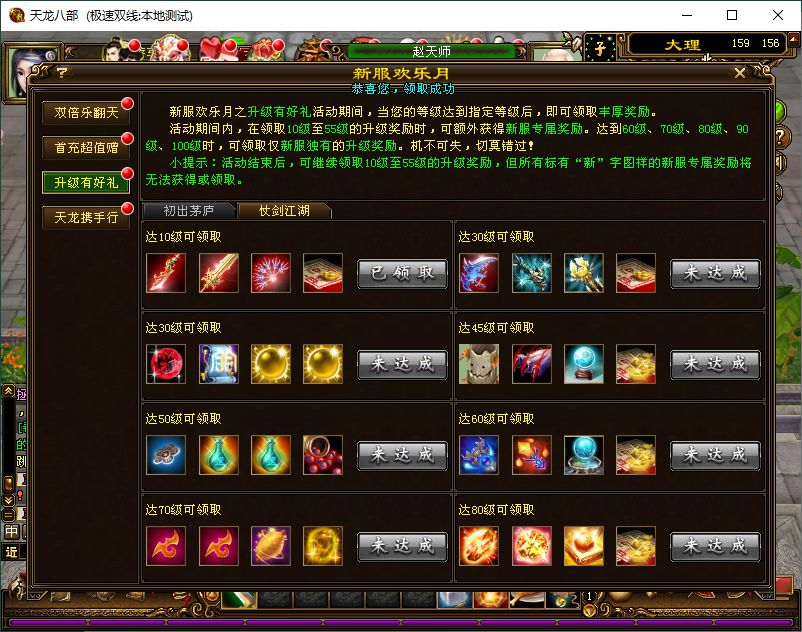 天龙八部 (极速双线:本地测试)
赵天师
大理 159 156
新服欢乐月
恭喜您，领取成功
双倍乐翻天
首充超值赠
升级有好礼
天龙携手行
新服欢乐月之升级有好礼活动期间，当您的等级达到指定等级后，即可领取丰厚奖励。
活动期间内，在领取10级至55级的升级奖励时，可额外获得新服专属奖励。达到60级、70级、80级、90
级、100级时，可领取仅新服独有的升级奖励。机不可失，切莫错过！
小提示：活动结束后，可继续领取10级至55级的升级奖励，但所有标有“新”字图样的新服专属奖励将
无法获得或领取。
初出茅庐 仗剑江湖
达10级可领取 达30级可领取
已领取 未达成
达30级可领取 达45级可领取
未达成 未达成
达50级可领取 达60级可领取
未达成 未达成
达70级可领取 达80级可领取
未达成 未达成
近
1